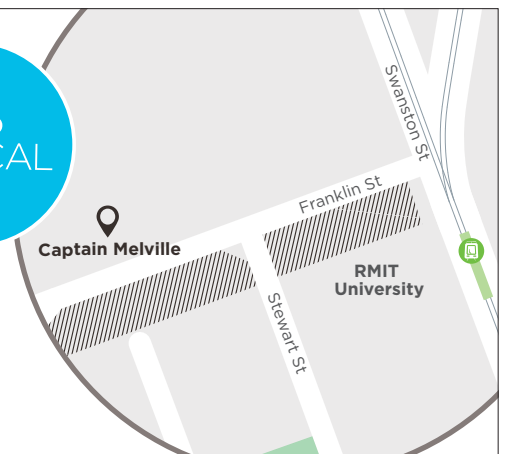 CAL
Swanston St
Franklin St
Captain Melville
RMIT
University
Stewart St